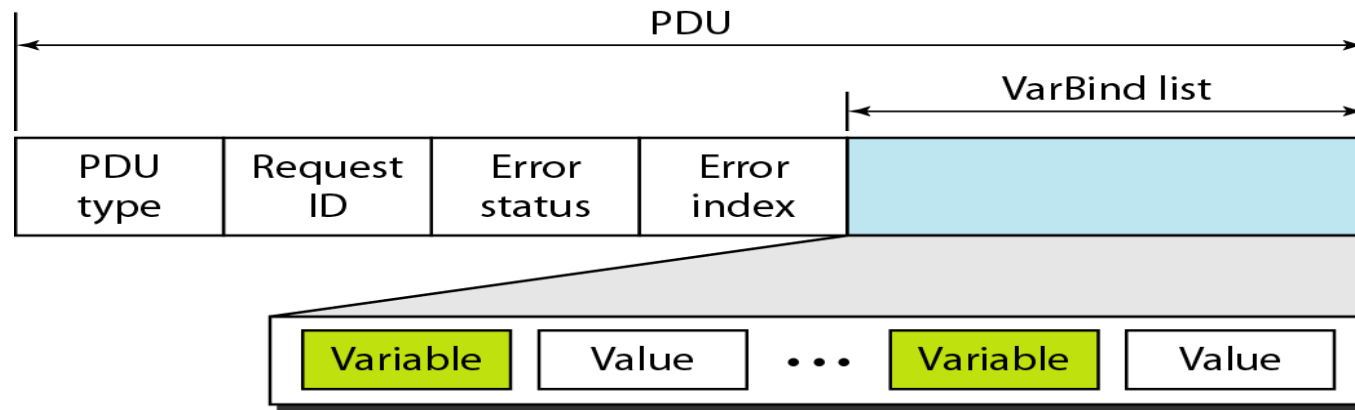 PDU
VarBind list
PDU type
Request ID
Error status
Error index
Variable Value ... Variable Value